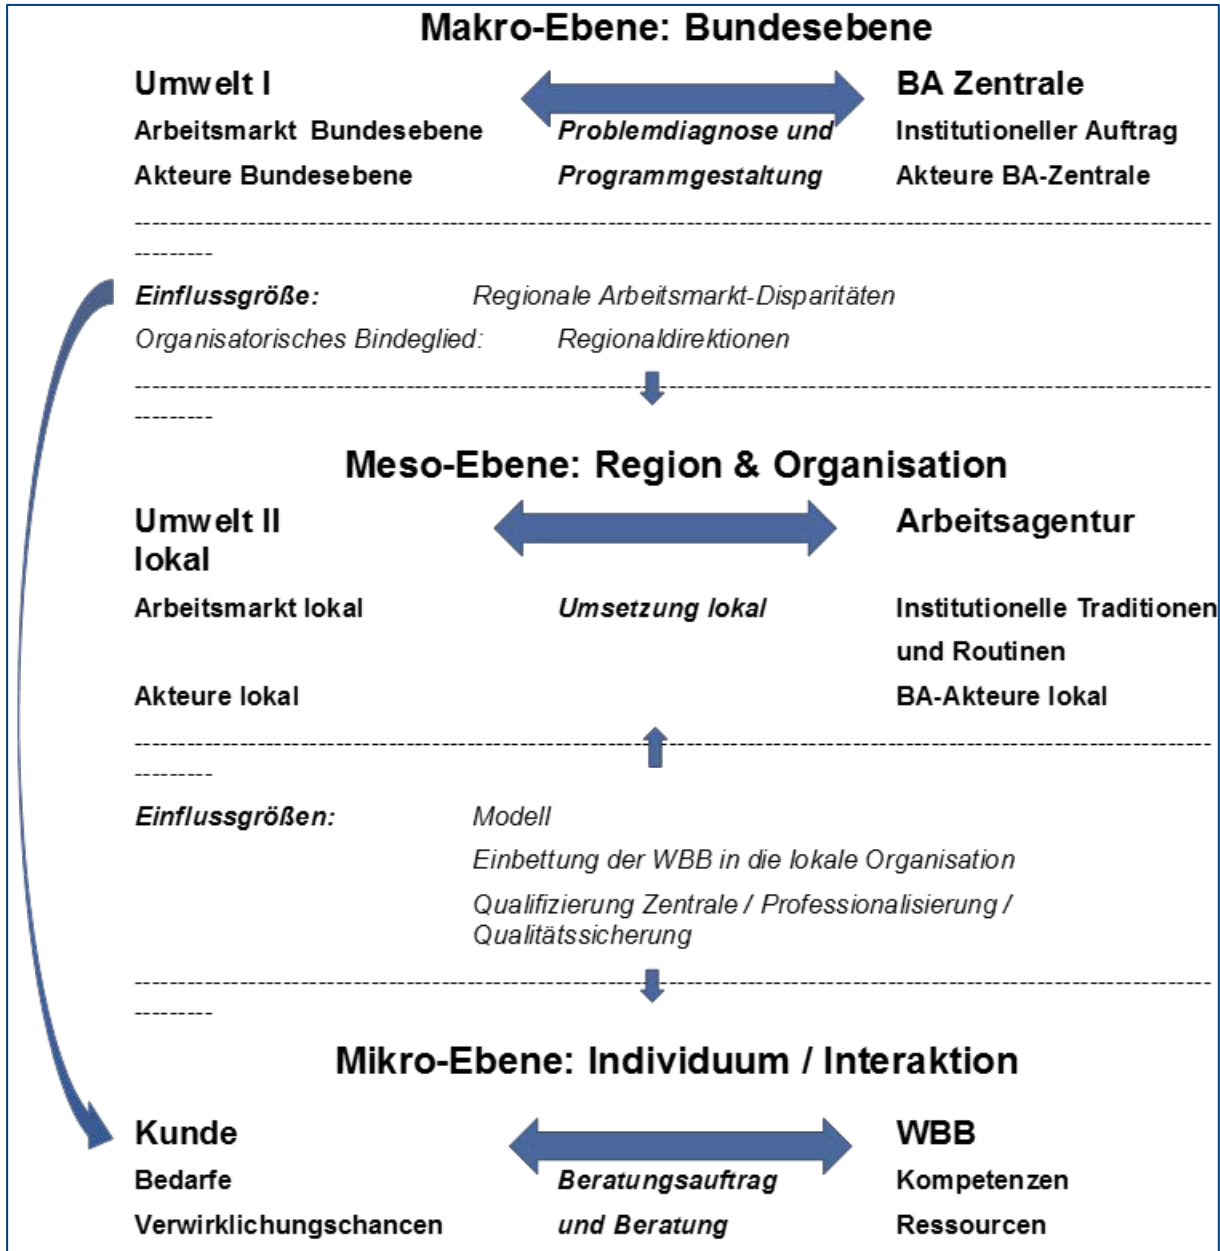 Makro-Ebene: Bundesebene
Umwelt I BA Zentrale
Arbeitsmarkt Bundesebene Problemdiagnose und Institutioneller Auftrag
Akteure Bundesebene Programmgestaltung Akteure BA-Zentrale
Einflussgröße: Regionale Arbeitsmarkt-Disparitäten
Organisatorisches Bindeglied: Regionaldirektionen
Meso-Ebene: Region & Organisation
Umwelt II Arbeitsagentur
lokal
Arbeitsmarkt lokal Umsetzung lokal Institutionelle Traditionen
und Routinen
Akteure lokal BA-Akteure lokal
Einflussgrößen: Modell
Einbettung der WBB in die lokale Organisation
Qualifizierung Zentrale / Professionalisierung /
Qualitätssicherung
Mikro-Ebene: Individuum / Interaktion
Kunde WBB
Bedarfe Beratungsauftrag Kompetenzen
Verwirklichungschancen und Beratung Ressourcen